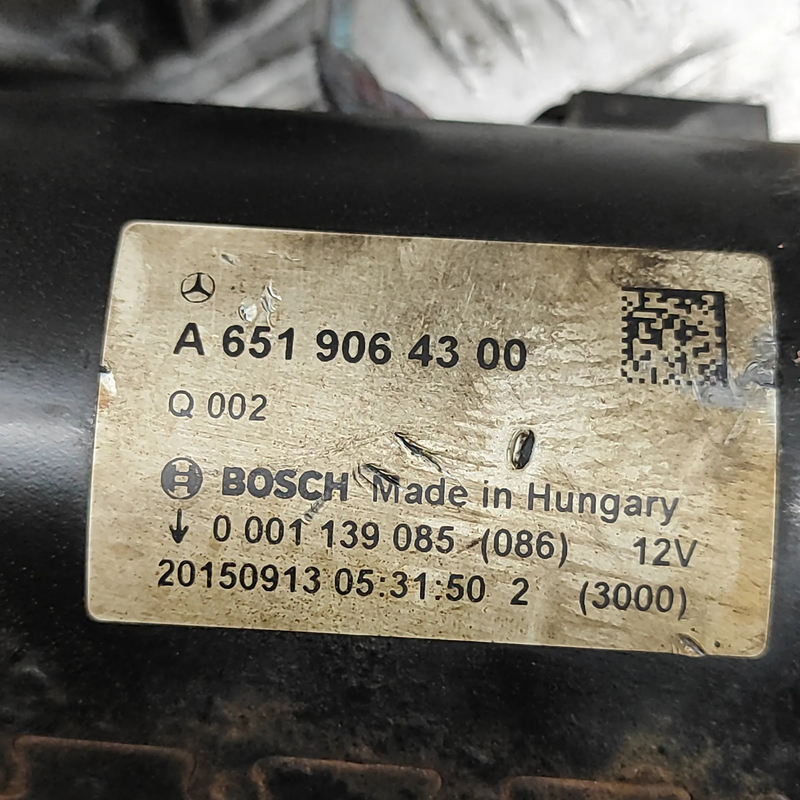 A 651 906 43 00
Q 002
BOSCH Made in Hungary
↓ 0 001 139 085 (086) 12V
20150913 05:31:50 2 (3000)